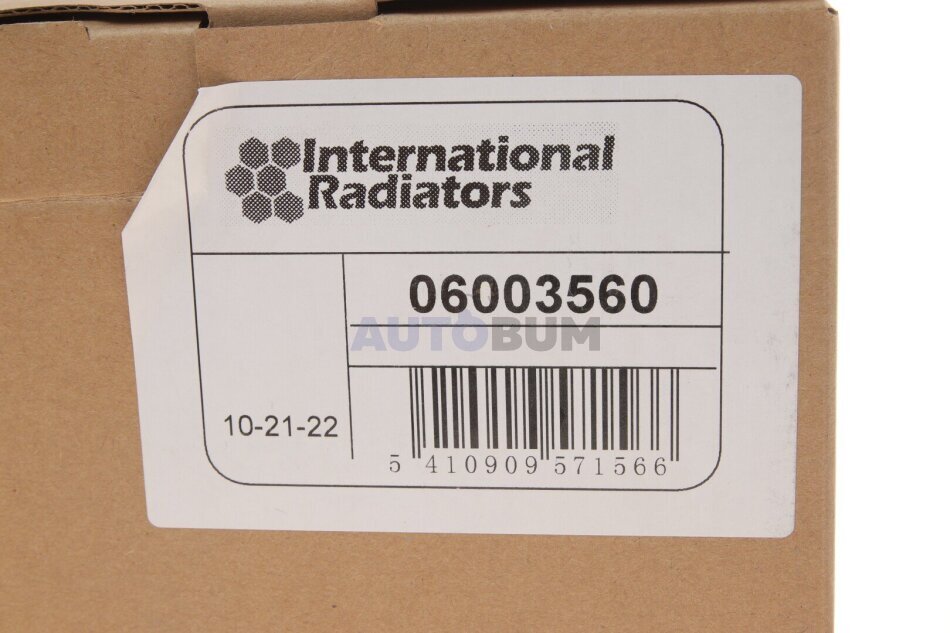 International
Radiators
06003560
AUTOBUM
10-21-22
5 410909 571566